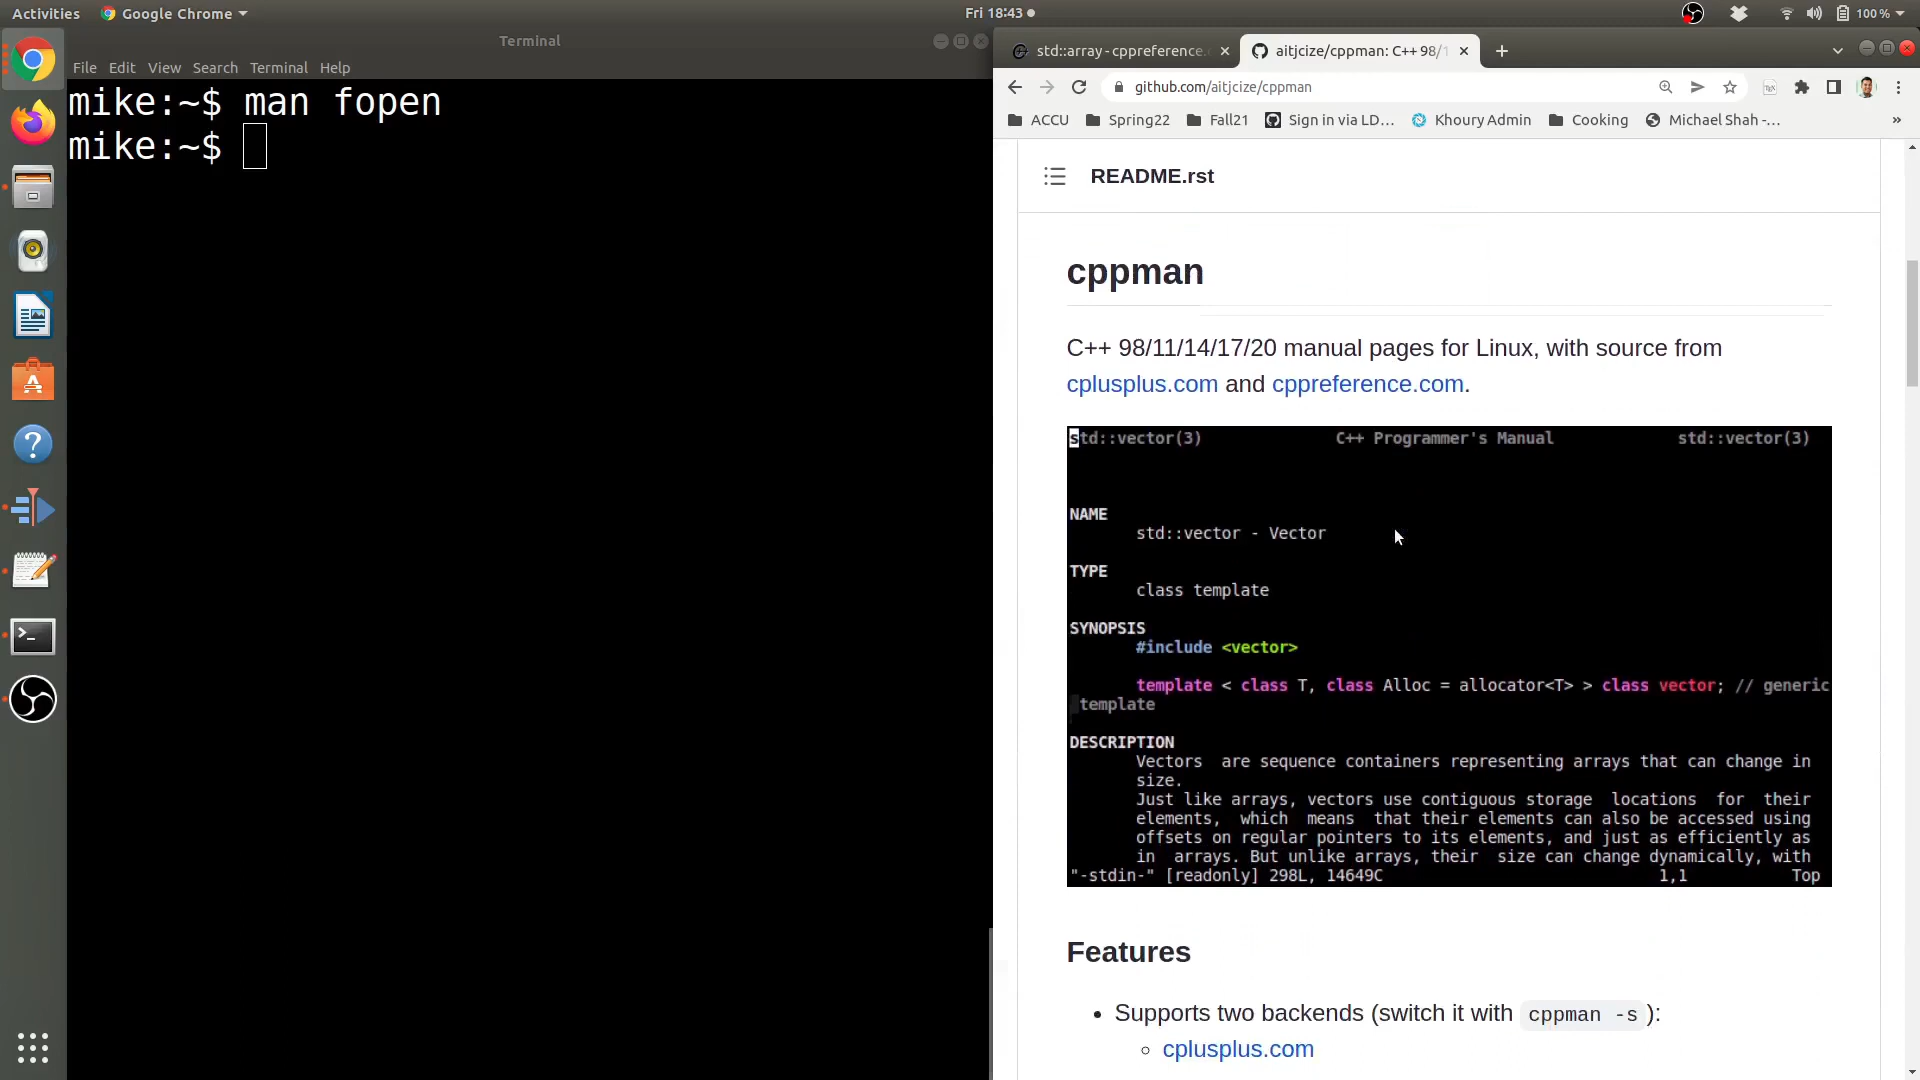 Activities Google Chrome Fri 18:43 100 %
Terminal
File Edit View Search Terminal Help
mike:~$ man fopen
mike:~$
std::array - cppreference. aitjcize/cppman: C++ 98/1
github.com/aitjcize/cppman
ACCU Spring22 Fall21 Sign in via LD... Khoury Admin Cooking Michael Shah -... »
README.rst
cppman
C++ 98/11/14/17/20 manual pages for Linux, with source from
cplusplus.com and cppreference.com.
std::vector(3) C++ Programmer's Manual std::vector(3)
NAME
std::vector - Vector
TYPE
class template
SYNOPSIS
#include <vector>
template < class T, class Alloc = allocator<T> > class vector; // generic
template
DESCRIPTION
Vectors are sequence containers representing arrays that can change in
size.
Just like arrays, vectors use contiguous storage locations for their
elements, which means that their elements can also be accessed using
offsets on regular pointers to its elements, and just as efficiently as
in arrays. But unlike arrays, their size can change dynamically, with
"-stdin-" [readonly] 298L, 14649C 1,1 Top
Features
• Supports two backends (switch it with cppman -s):
◦ cplusplus.com